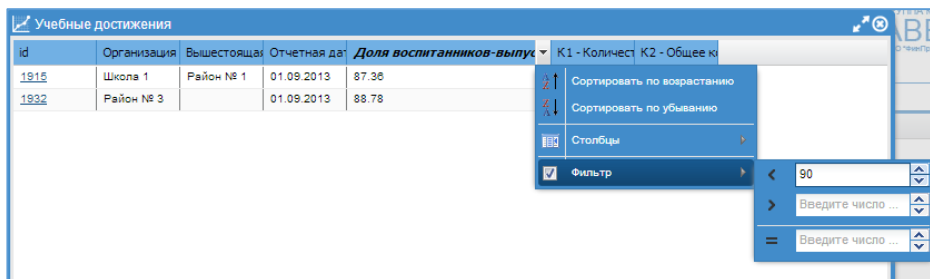 Учебные достижения
id Организация Вышестоящая Отчетная дат Доля воспитанников-выпус К1 - Количест К2 - Общее ко
1915 Школа 1 Район № 1 01.09.2013 87.36
1932 Район № 3 01.09.2013 88.78
Сортировать по возрастанию
Сортировать по убыванию
Столбцы
Фильтр
< 90
> Введите число ...
= Введите число ...